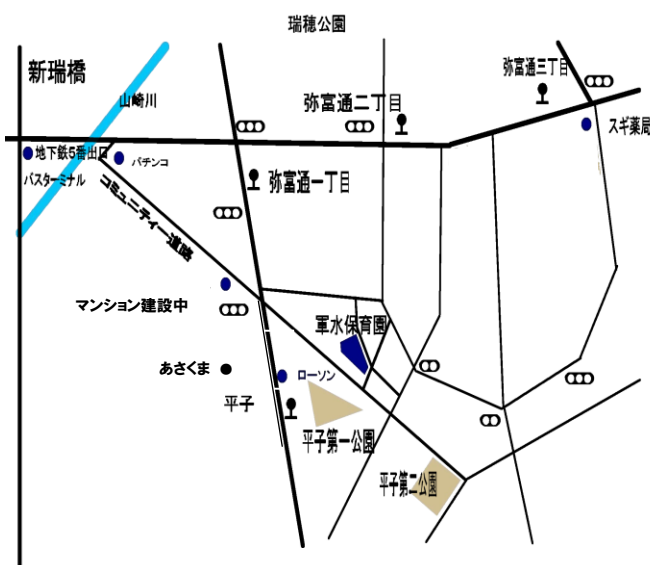 瑞穂公園
新瑞橋
弥富通三丁目
山崎川
弥富通二丁目
スギ薬局
地下鉄5番出口
パチンコ
バスターミナル
弥富通一丁目
コミュニティー道路
マンション建設中
軍水保育園
あさくま
ローソン
平子
平子第一公園
平子第二公園